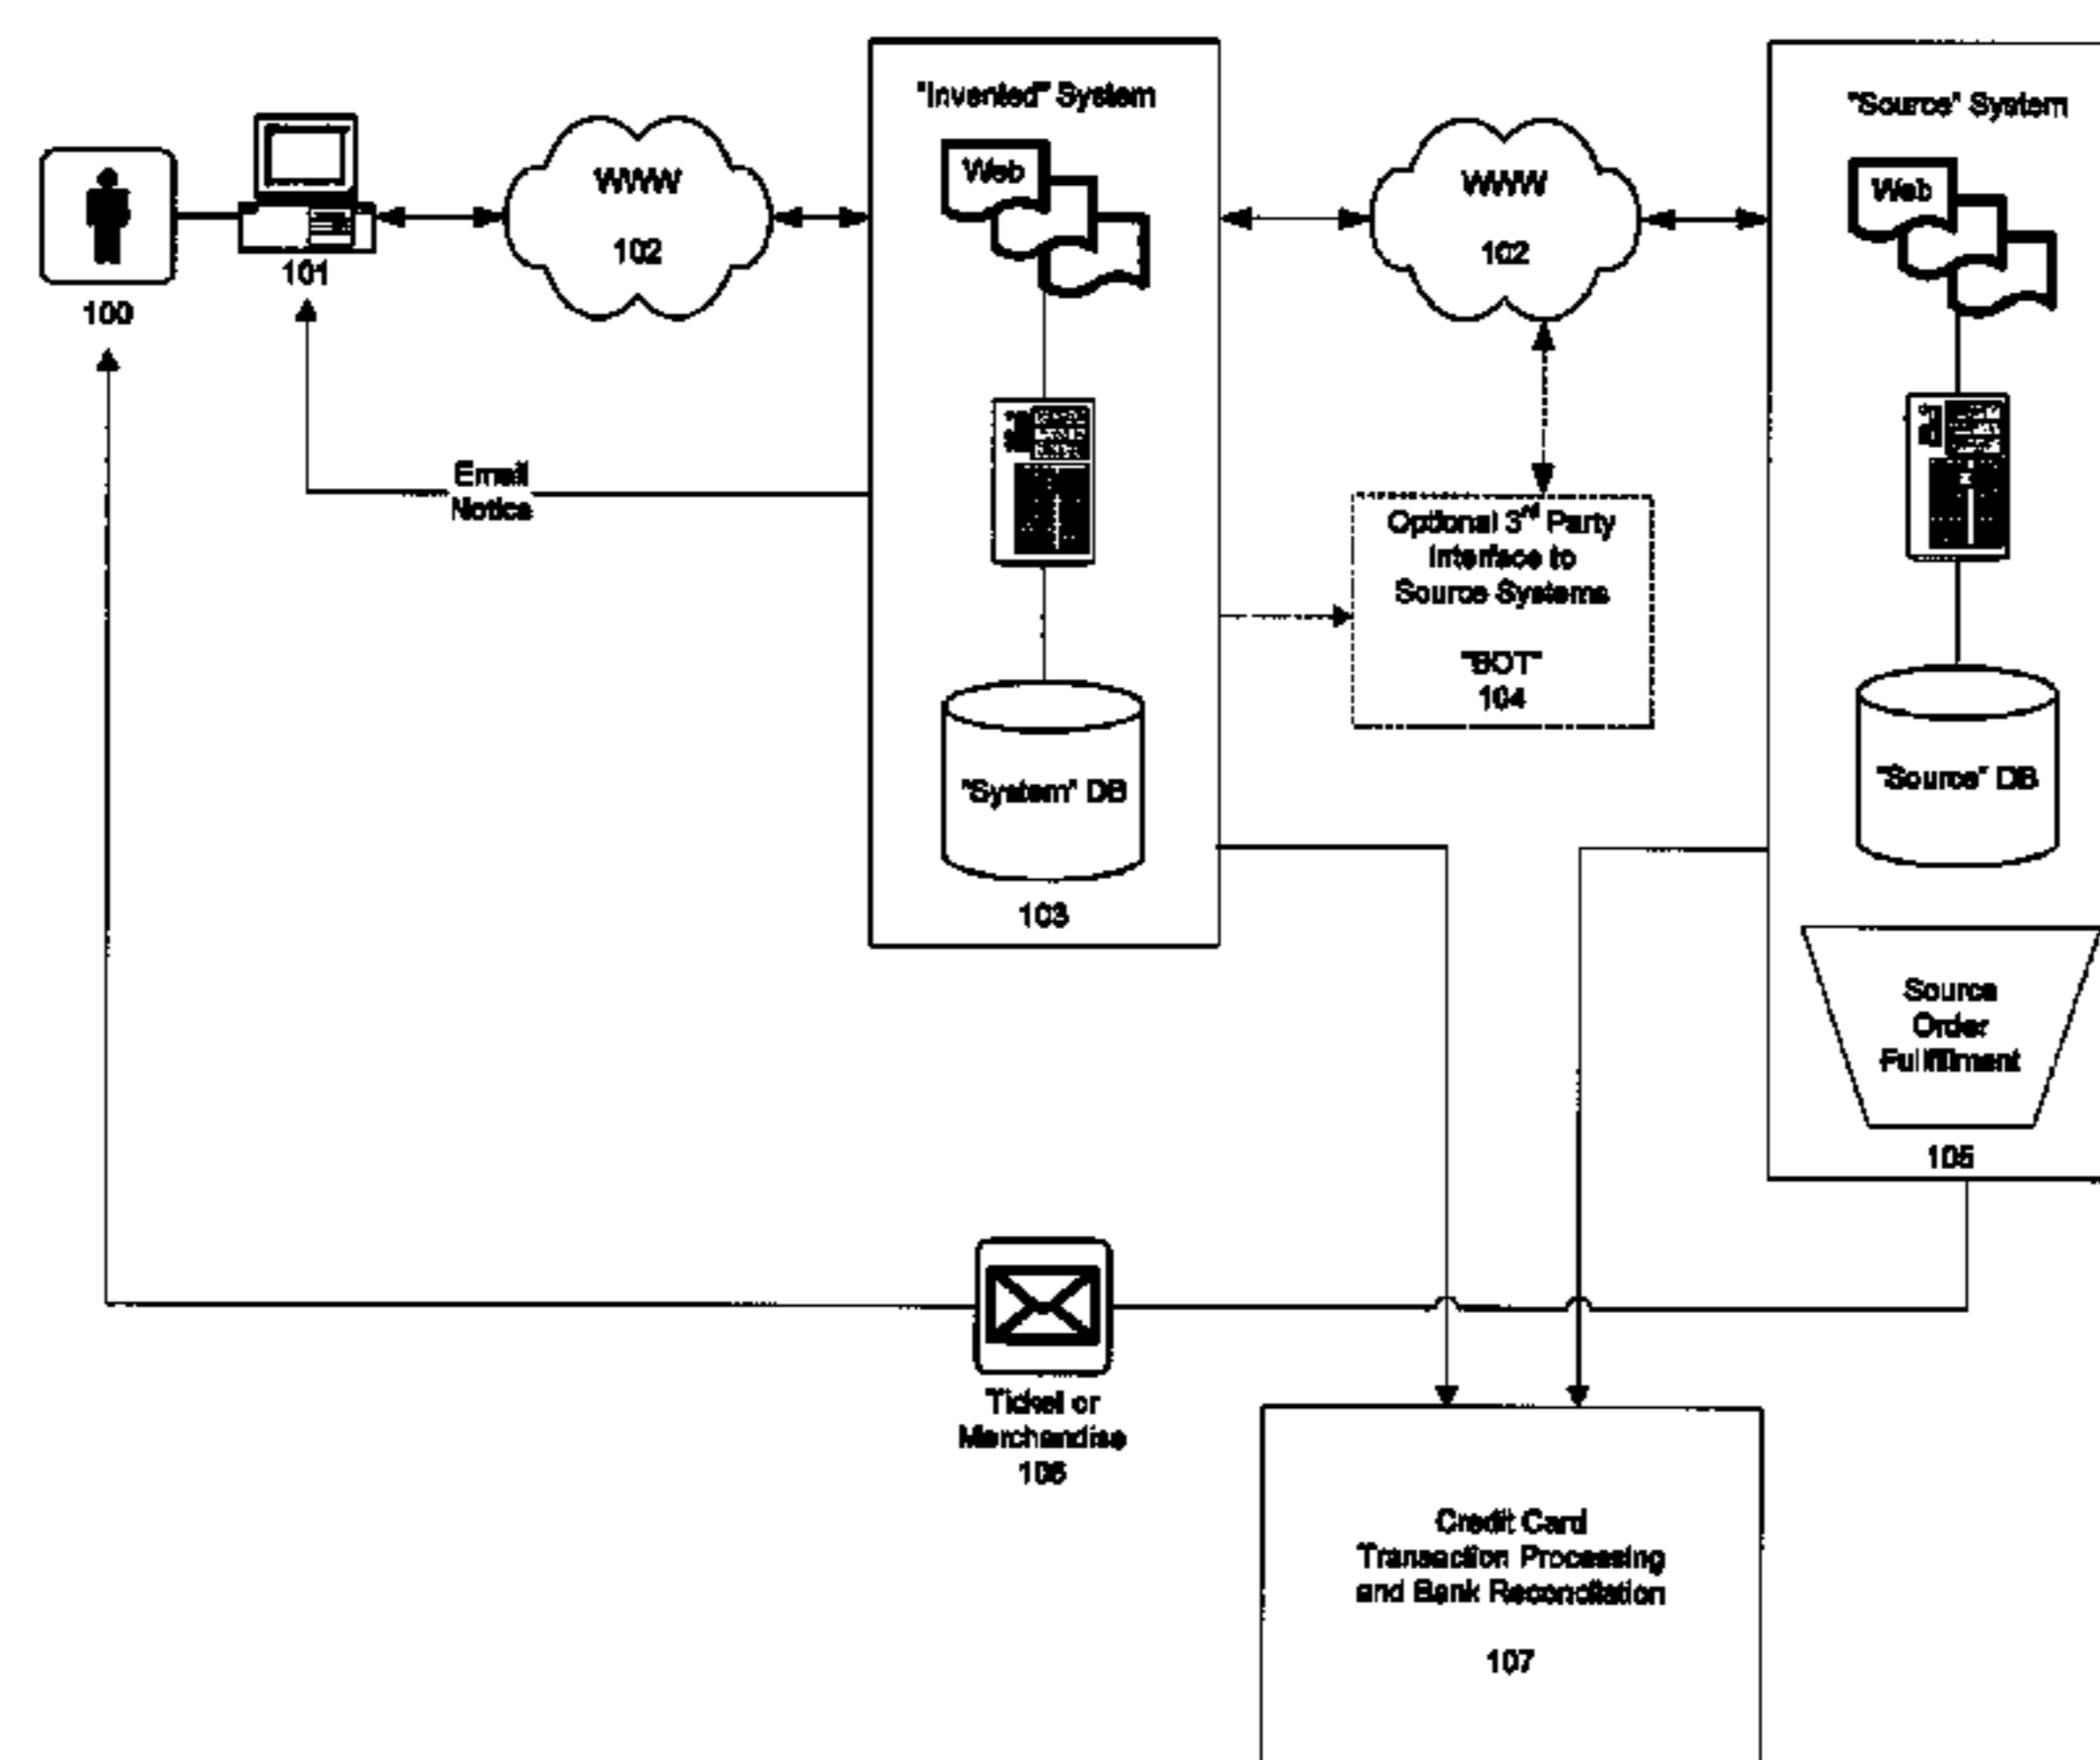 "Invented" System
"Source" System
Web
Web
WWW
102
WWW
102
101
100
Email
Notice
Optional 3rd Party
Interface to
Source Systems
"BOT"
104
"System" DB
103
"Source" DB
Source
Order
Fulfillment
105
Ticket or
Merchandise
106
Credit Card
Transaction Processing
and Bank Reconciliation
107